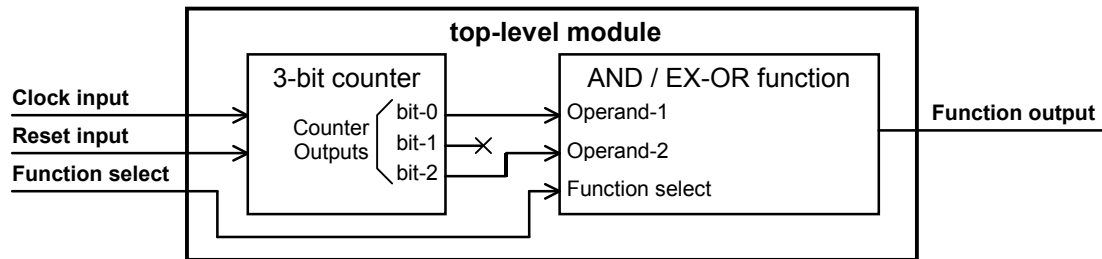 top-level module
3-bit counter
AND / EX-OR function
Clock input
Reset input
Function select
Counter
Outputs
bit-0
bit-1
bit-2
Operand-1
Operand-2
Function select
Function output